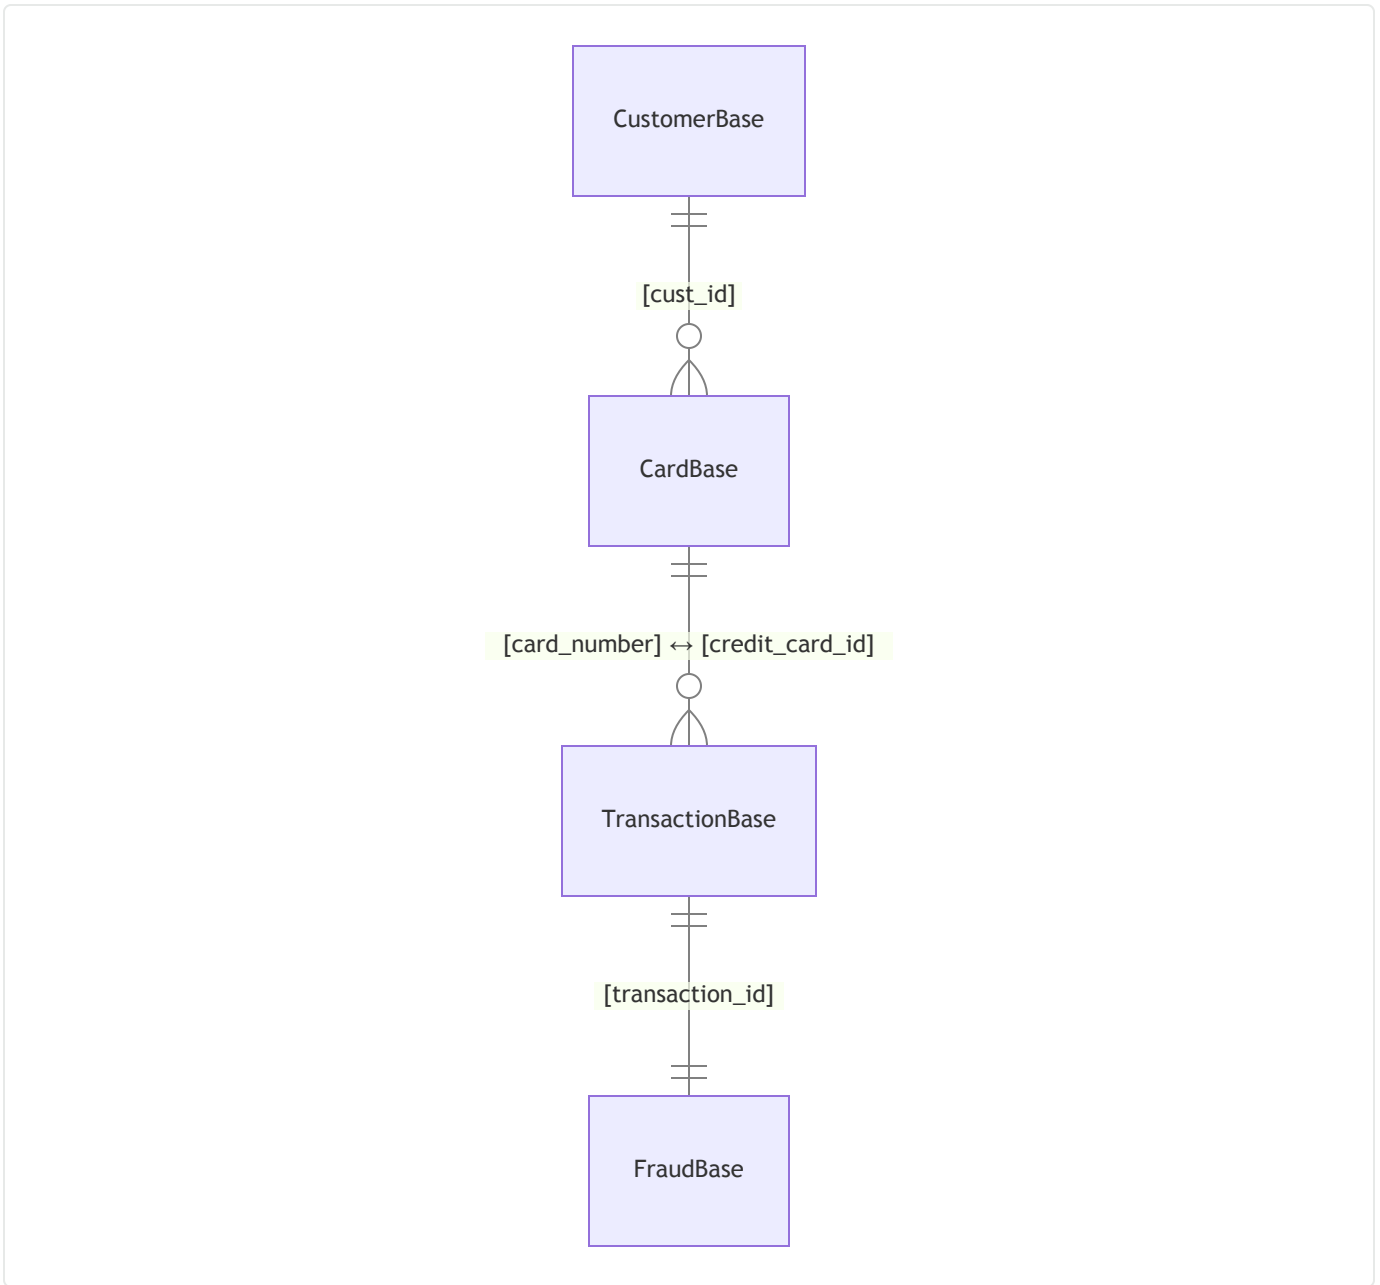 CustomerBase
[cust_id]
CardBase
[card_number] ↔ [credit_card_id]
TransactionBase
[transaction_id]
FraudBase